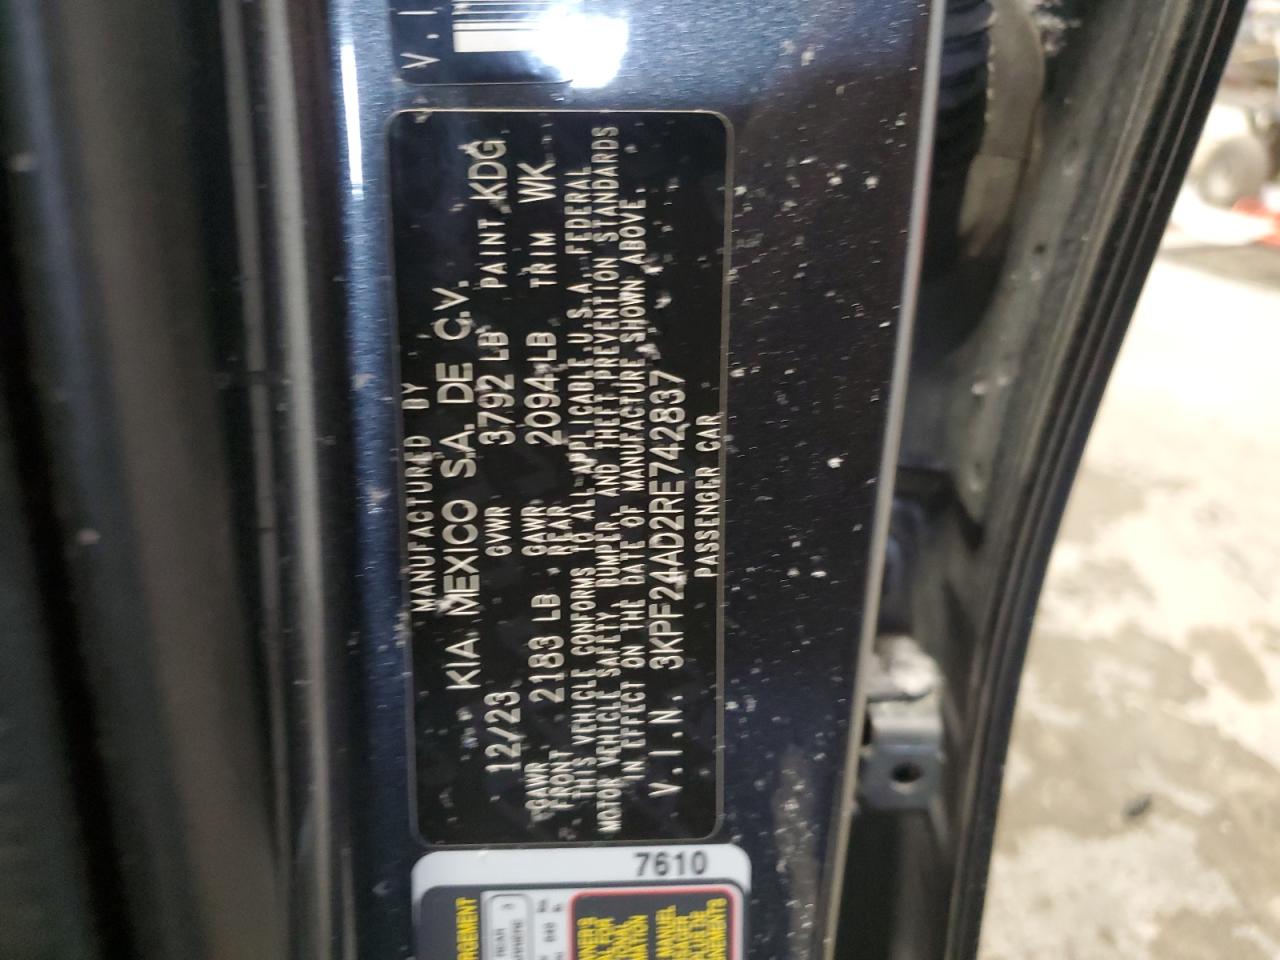 V.I
MANUFACTURED BY
KIA. MEXICO S.A. DE C.V.
12/23 GVWR 3792 LB PAINT KDG
GAWR FRONT 2183 LB GAWR REAR 2094 LB TRIM WK
THIS VEHICLE CONFORMS TO ALL APPLICABLE U.S.A. FEDERAL
MOTOR VEHICLE SAFETY, BUMPER, AND THEFT PREVENTION STANDARDS
IN EFFECT ON THE DATE OF MANUFACTURE SHOWN ABOVE.
V.I.N. 3KPF24AD2RE742837
PASSENGER CAR
7610